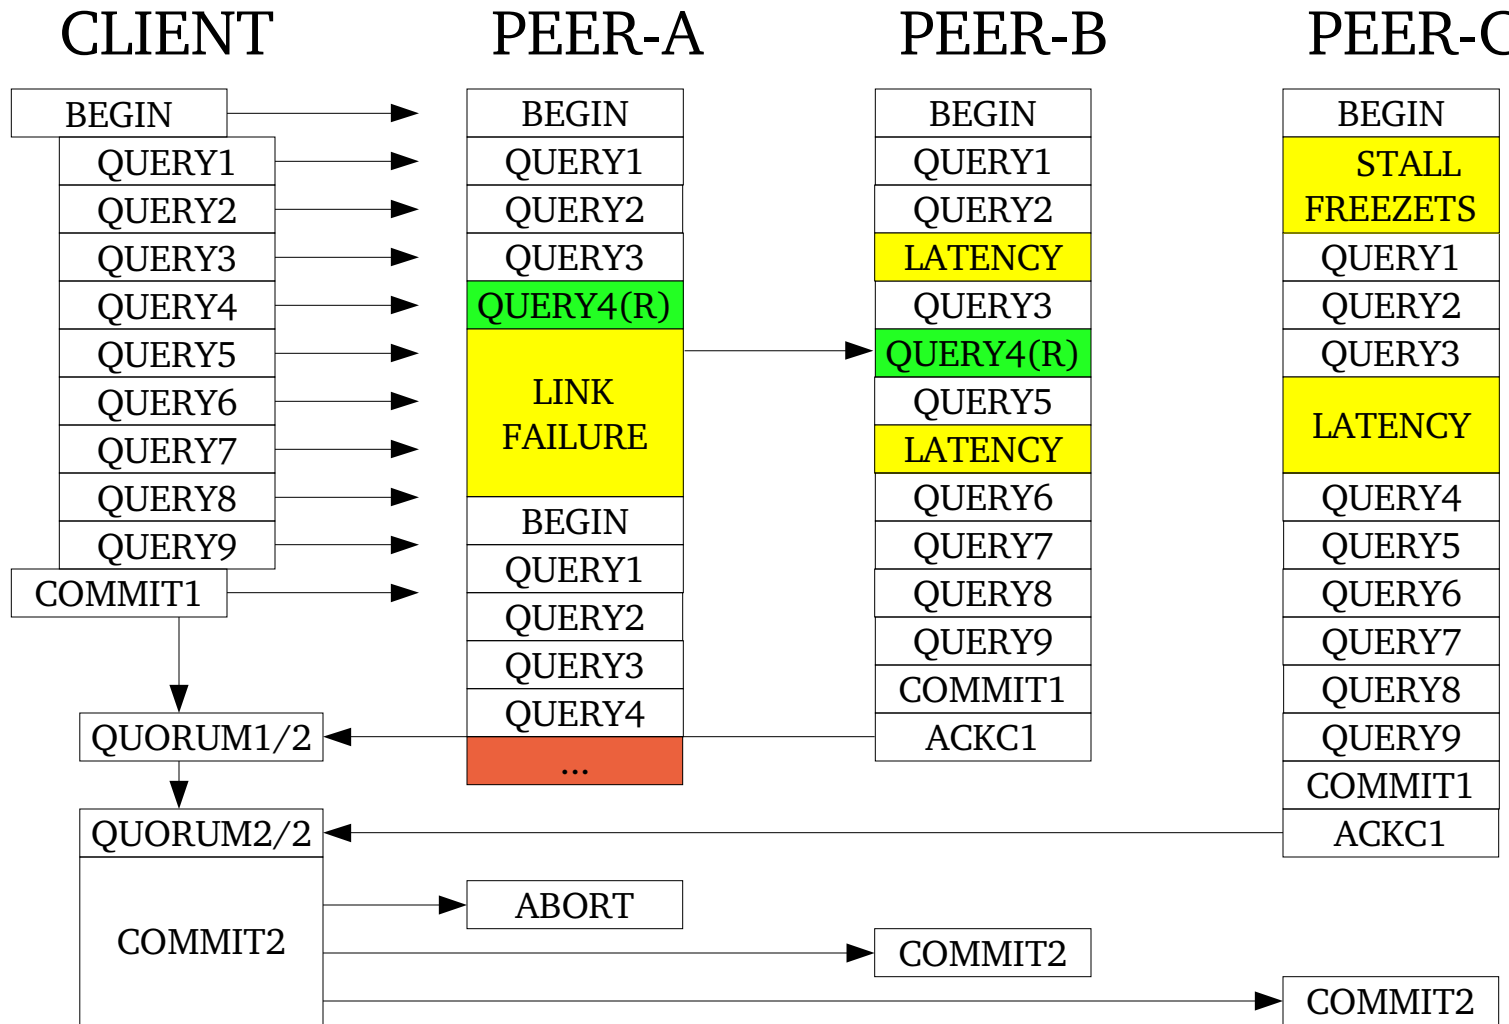 CLIENT
PEER-A
PEER-B
PEER-C
BEGIN
QUERY1
QUERY2
QUERY3
QUERY4
QUERY5
QUERY6
QUERY7
QUERY8
QUERY9
COMMIT1
QUORUM1/2
QUORUM2/2
COMMIT2
BEGIN
QUERY1
QUERY2
QUERY3
QUERY4(R)
LINK
FAILURE
BEGIN
QUERY1
QUERY2
QUERY3
QUERY4
...
ABORT
BEGIN
QUERY1
QUERY2
LATENCY
QUERY3
QUERY4(R)
QUERY5
LATENCY
QUERY6
QUERY7
QUERY8
QUERY9
COMMIT1
ACKC1
COMMIT2
BEGIN
STALL
FREEZETS
QUERY1
QUERY2
QUERY3
LATENCY
QUERY4
QUERY5
QUERY6
QUERY7
QUERY8
QUERY9
COMMIT1
ACKC1
COMMIT2